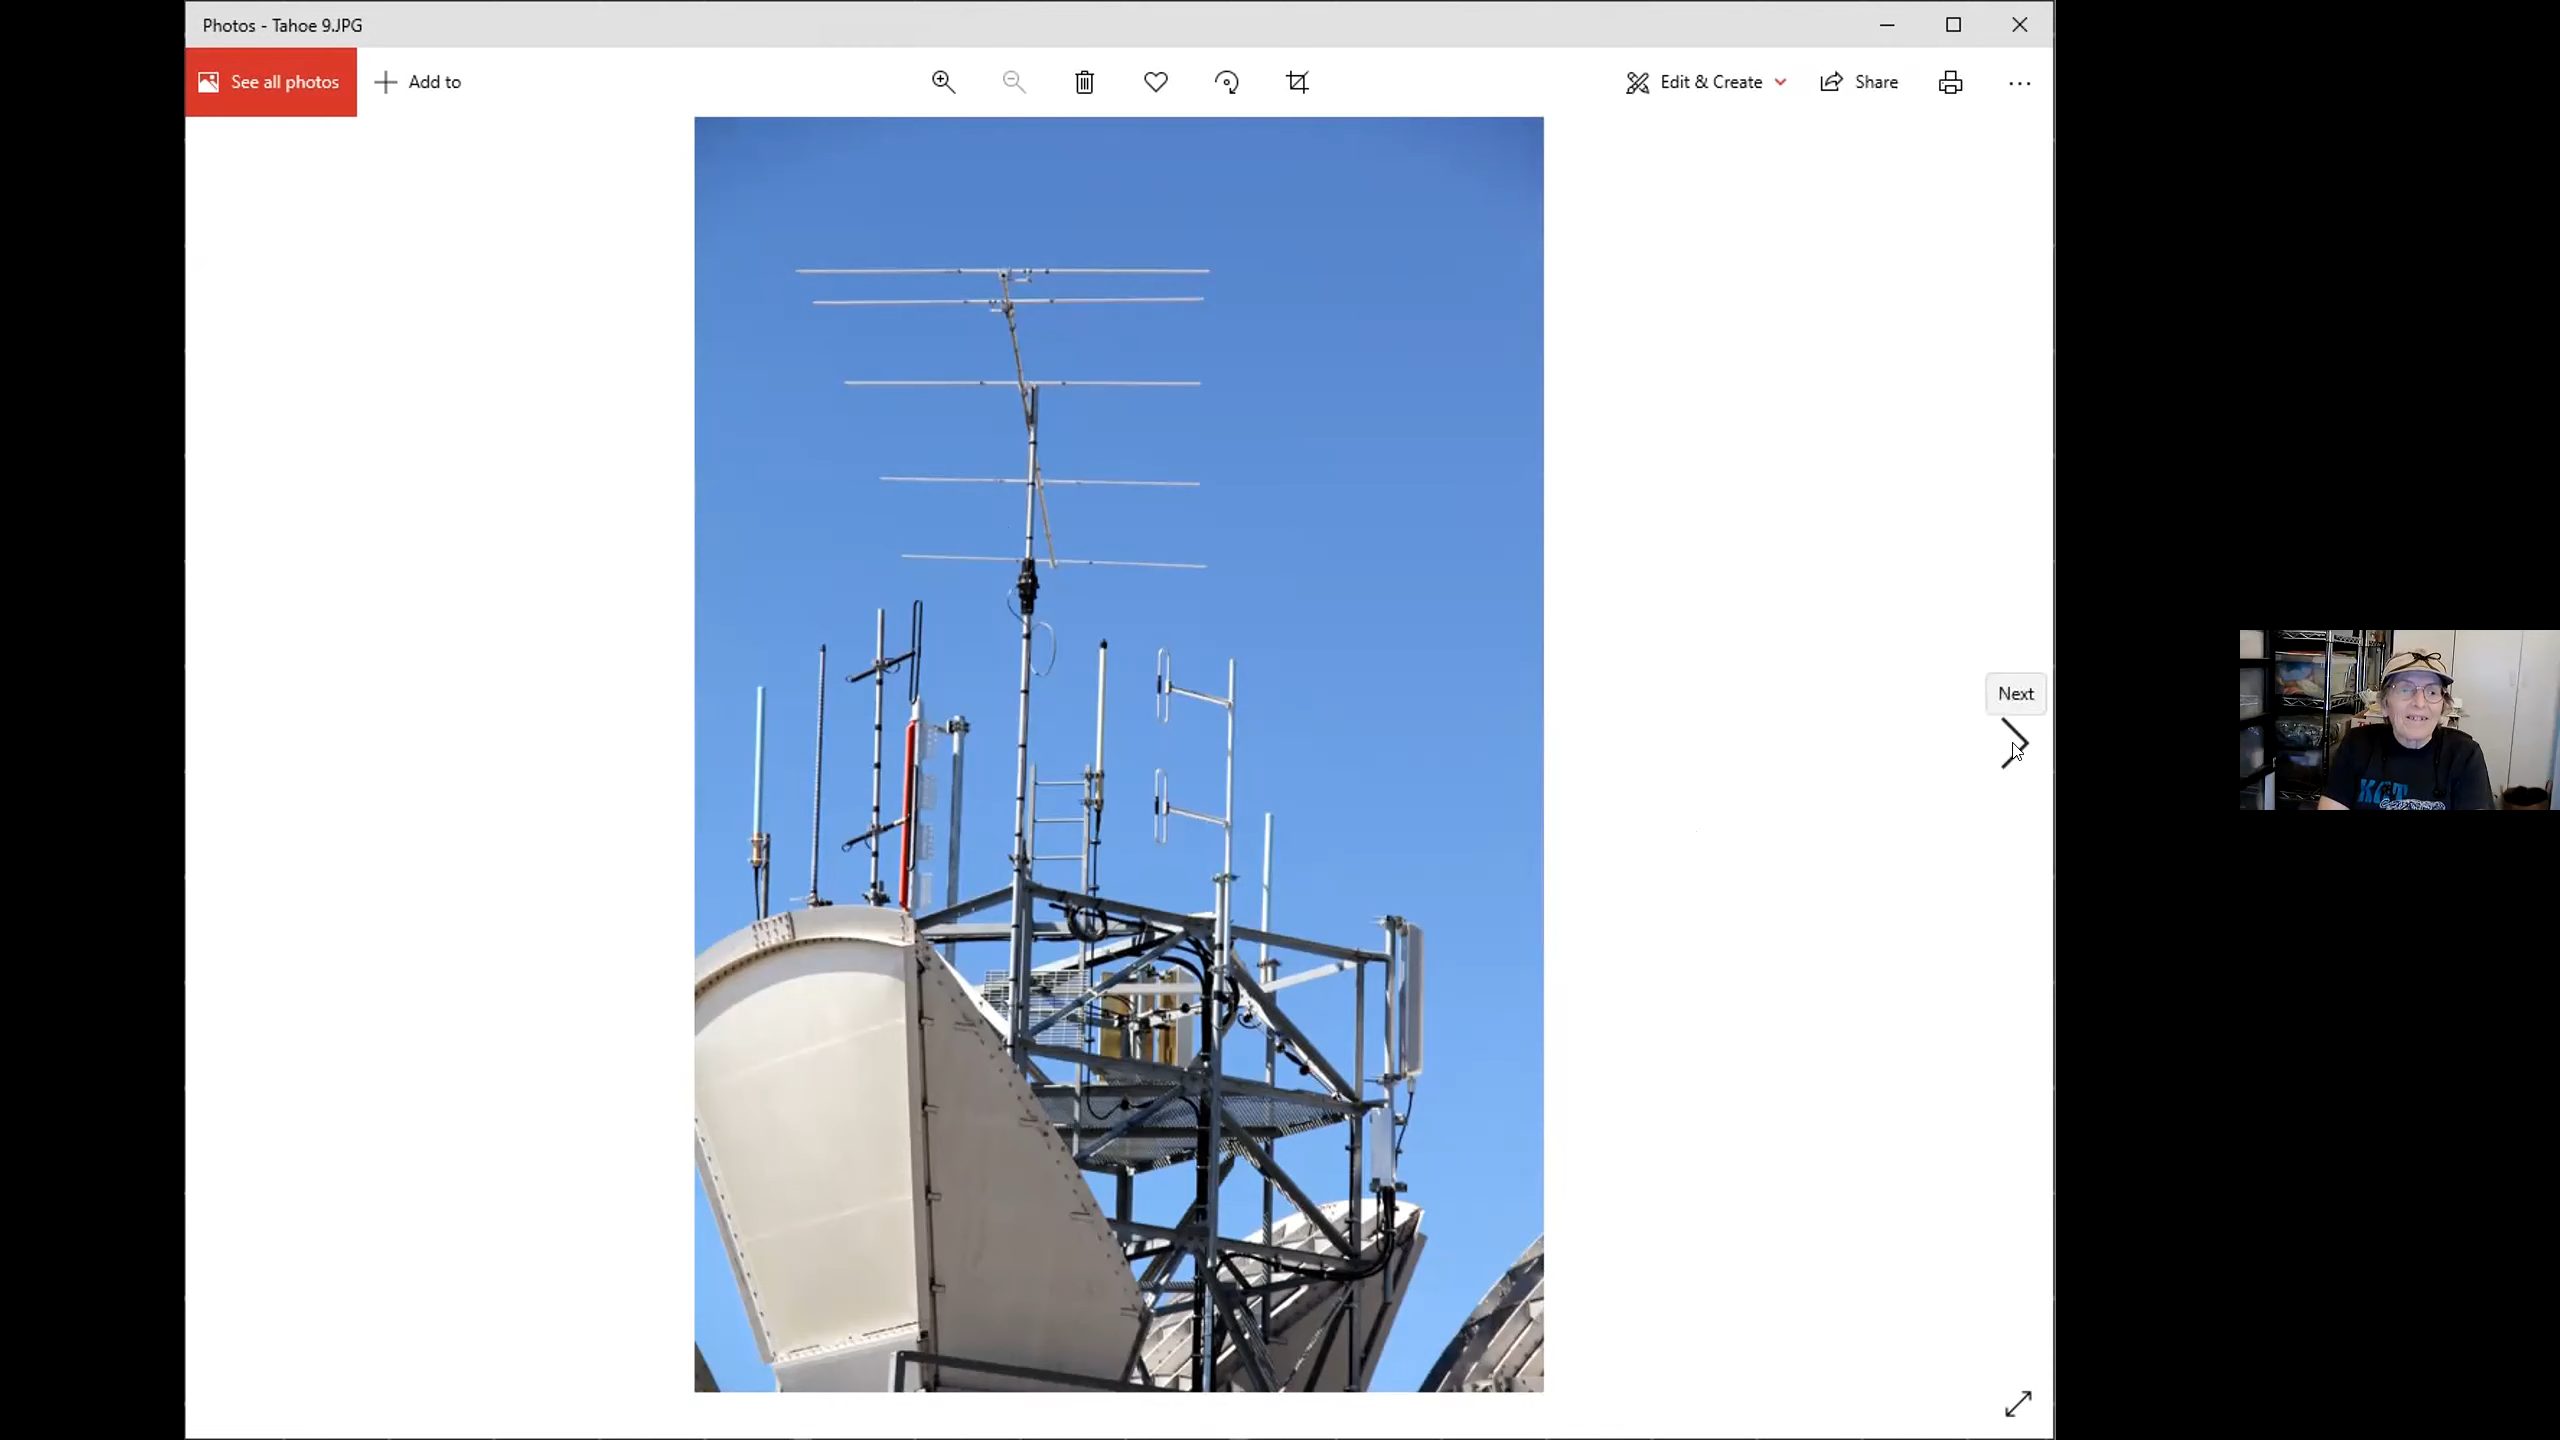 Photos - Tahoe 9.JPG
See all photos
Add to
Edit & Create
Share
Next